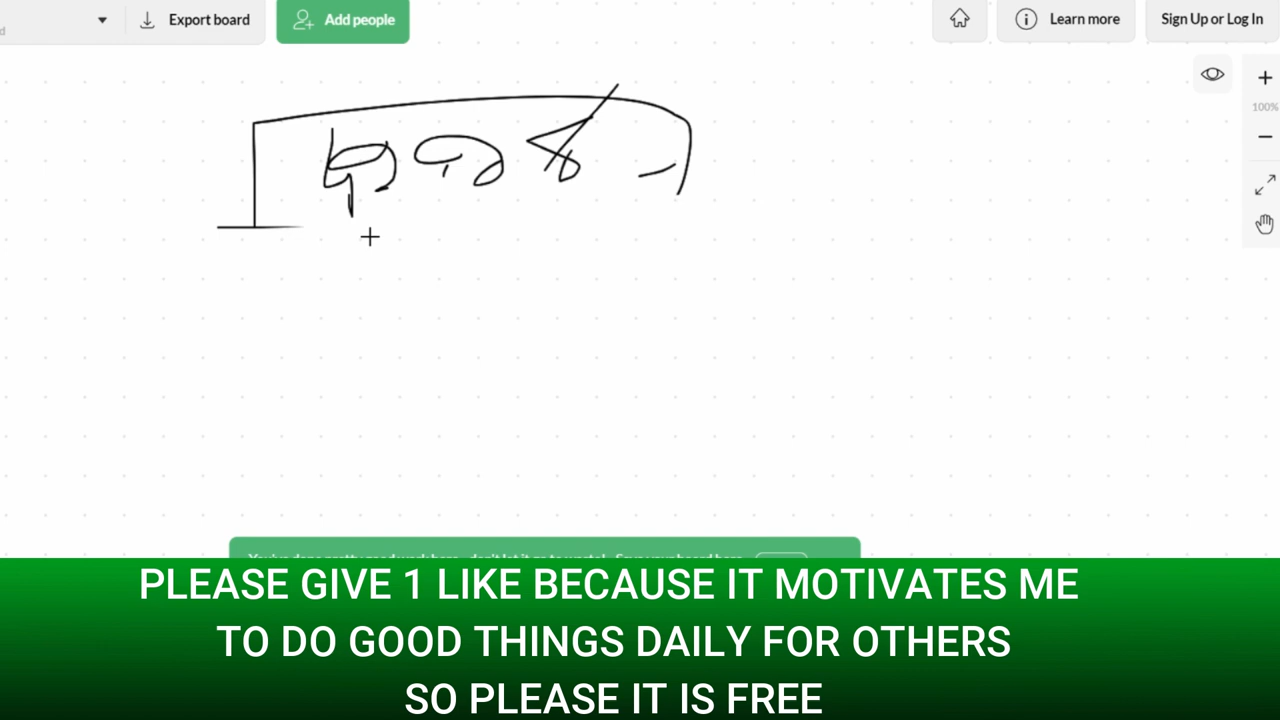 Export board
Add people
Learn more
Sign Up or Log In
100%
PLEASE GIVE 1 LIKE BECAUSE IT MOTIVATES ME
TO DO GOOD THINGS DAILY FOR OTHERS
SO PLEASE IT IS FREE